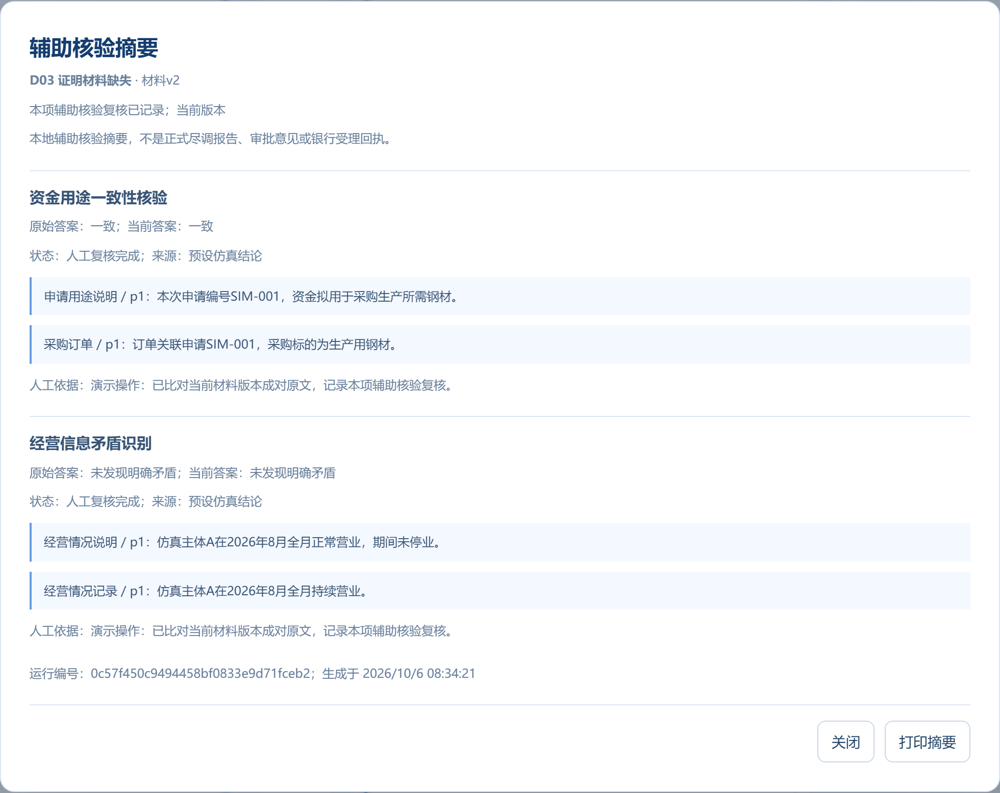 辅助核验摘要
D03 证明材料缺失 · 材料v2
本项辅助核验复核已记录；当前版本
本地辅助核验摘要，不是正式尽调报告、审批意见或银行受理回执。
资金用途一致性核验
原始答案：一致；当前答案：一致
状态：人工复核完成；来源：预设仿真结论
申请用途说明 / p1：本次申请编号SIM-001，资金拟用于采购生产所需钢材。
采购订单 / p1：订单关联申请SIM-001，采购标的为生产用钢材。
人工依据：演示操作：已比对当前材料版本成对原文，记录本项辅助核验复核。
经营信息矛盾识别
原始答案：未发现明确矛盾；当前答案：未发现明确矛盾
状态：人工复核完成；来源：预设仿真结论
经营情况说明 / p1：仿真主体A在2026年8月全月正常营业，期间未停业。
经营情况记录 / p1：仿真主体A在2026年8月全月持续营业。
人工依据：演示操作：已比对当前材料版本成对原文，记录本项辅助核验复核。
运行编号：0c57f450c9494458bf0833e9d71fceb2；生成于 2026/10/6 08:34:21
关闭
打印摘要